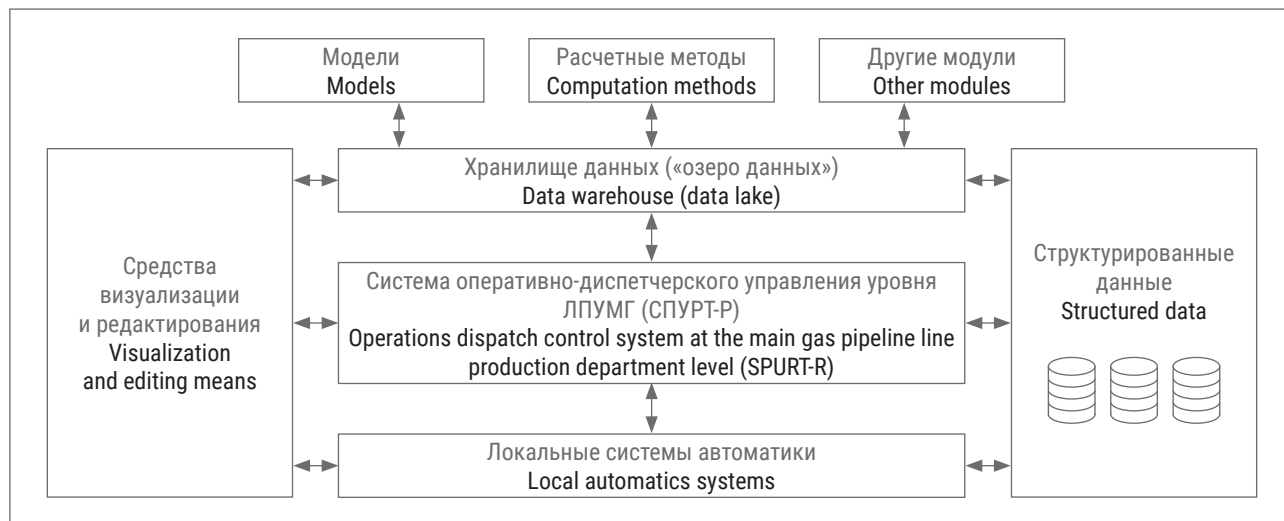 Модели
Models
Расчетные методы
Computation methods
Другие модули
Other modules
Хранилище данных («озеро данных»)
Data warehouse (data lake)
Средства
визуализации
и редактирования
Visualization
and editing means
Система оперативно-диспетчерского управления уровня
ЛПУМГ (СПУРТ-Р)
Operations dispatch control system at the main gas pipeline line
production department level (SPURT-R)
Структурированные
данные
Structured data
Локальные системы автоматики
Local automatics systems